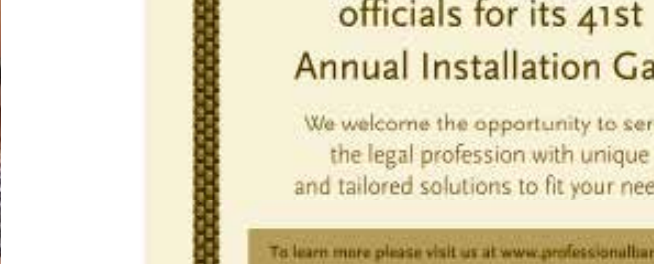 officials for its 41st
Annual Installation Ga
We welcome the opportunity to ser
the legal profession with unique
and tailored solutions to fit your nee
To learn more please visit us at www.professionalbar